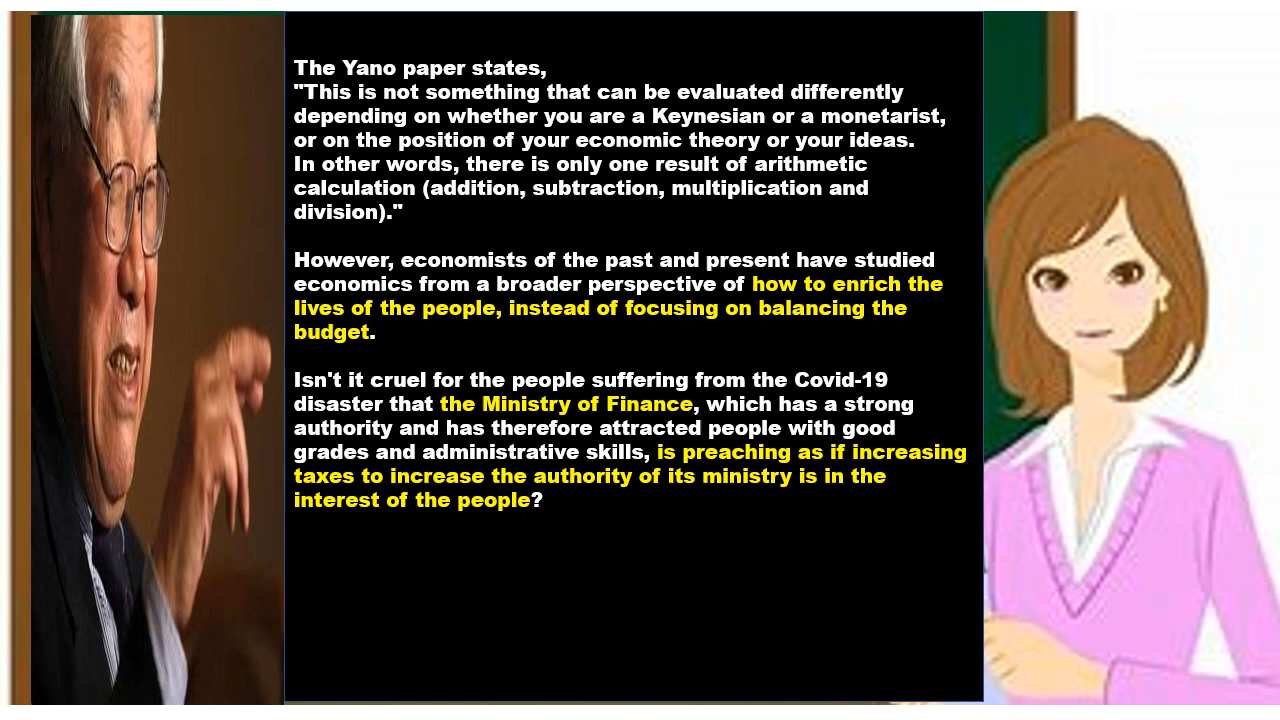 The Yano paper states,
"This is not something that can be evaluated differently
depending on whether you are a Keynesian or a monetarist,
or on the position of your economic theory or your ideas.
In other words, there is only one result of arithmetic
calculation (addition, subtraction, multiplication and
division)."
However, economists of the past and present have studied
economics from a broader perspective of how to enrich the
lives of the people, instead of focusing on balancing the
budget.
Isn't it cruel for the people suffering from the Covid-19
disaster that the Ministry of Finance, which has a strong
authority and has therefore attracted people with good
grades and administrative skills, is preaching as if increasing
taxes to increase the authority of its ministry is in the
interest of the people?